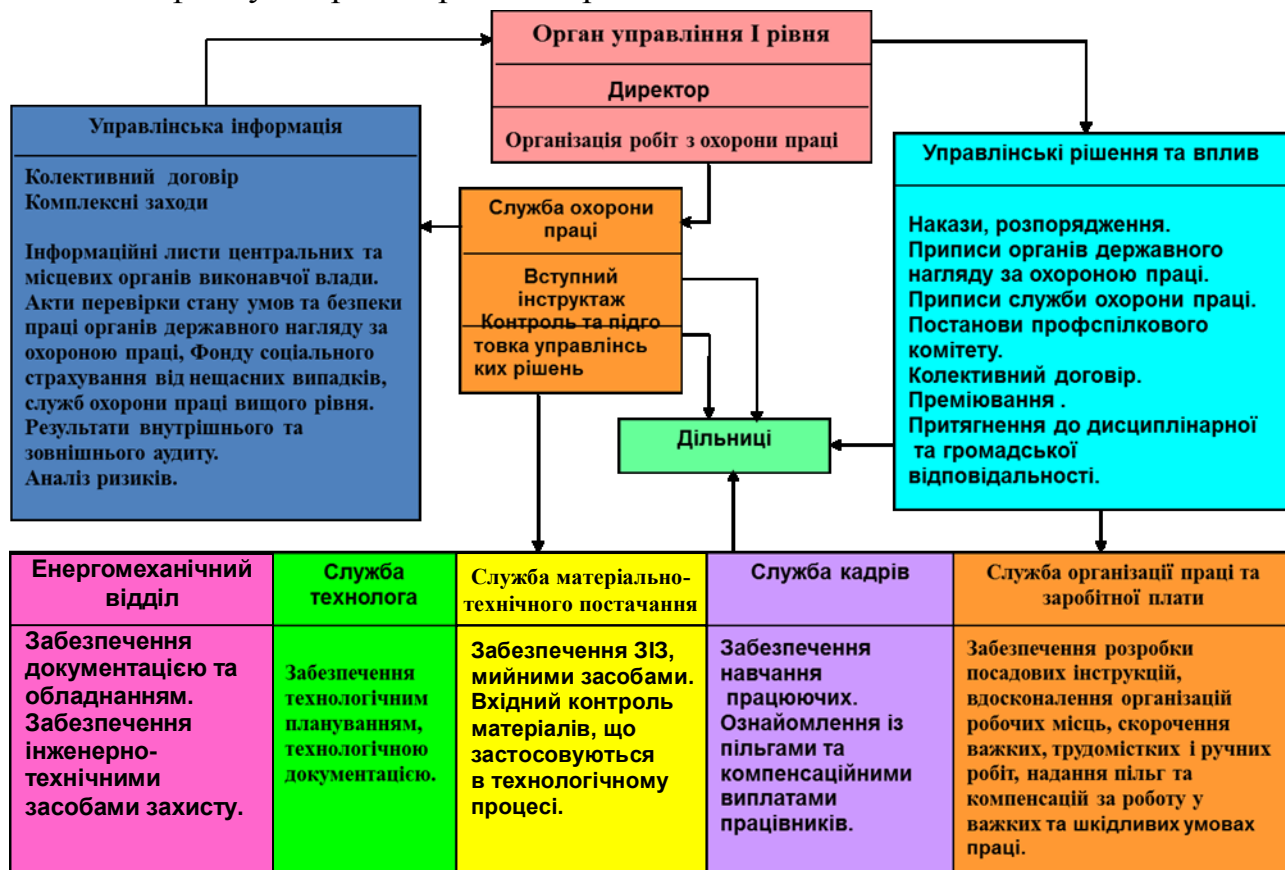 Орган управління І рівня
Директор
Організація робіт з охорони праці
Управлінська інформація
Колективний договір
Комплексні заходи
Інформаційні листи центральних та
місцевих органів виконавчої влади.
Акти перевірки стану умов та безпеки
праці органів державного нагляду за
охороною праці, Фонду соціального
страхування від нещасних випадків,
служб охорони праці вищого рівня.
Результати внутрішнього та
зовнішнього аудиту.
Аналіз ризиків.
Служба охорони
праці
Вступний
інструктаж
Контроль та підго
товка управлінсь
ких рішень
Управлінські рішення та вплив
Накази, розпорядження.
Приписи органів державного
нагляду за охороною праці.
Приписи служби охорони праці.
Постанови профспілкового
комітету.
Колективний договір.
Преміювання .
Притягнення до дисциплінарної
та громадської
відповідальності.
Дільниці
Енергомеханічний
відділ
Забезпечення
документацією та
обладнанням.
Забезпечення
інженерно-
технічними
засобами захисту.
Служба
технолога
Забезпечення
технологічним
плануванням,
технологічною
документацією.
Служба матеріально-
технічного постачання
Забезпечення ЗІЗ,
мийними засобами.
Вхідний контроль
матеріалів, що
застосовуються
в технологічному
процесі.
Служба кадрів
Забезпечення
навчання
працюючих.
Ознайомлення із
пільгами та
компенсаційними
виплатами
працівників.
Служба організації праці та
заробітної плати
Забезпечення розробки
посадових інструкцій,
вдосконалення організацій
робочих місць, скорочення
важких, трудомістких і ручних
робіт, надання пільг та
компенсацій за роботу у
важких та шкідливих умовах
праці.